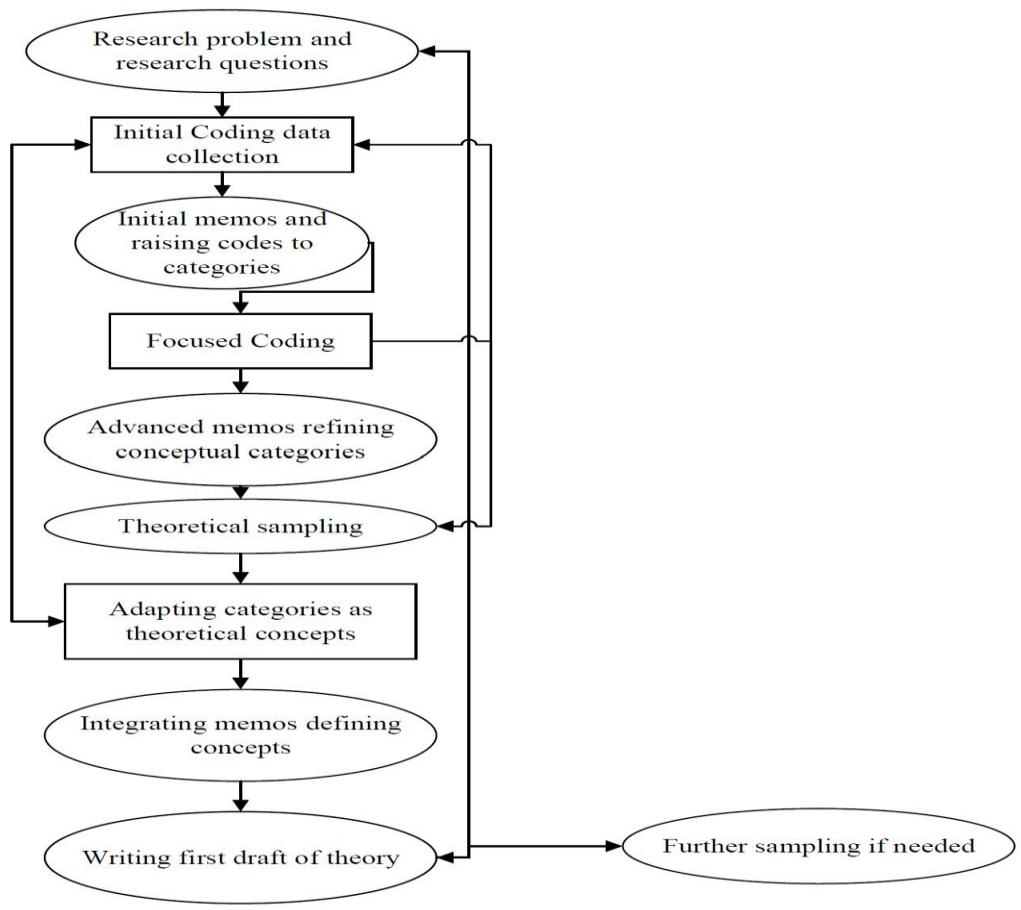 Research problem and
research questions
Initial Coding data
collection
Initial memos and
raising codes to
categories
Focused Coding
Advanced memos refining
conceptual categories
Theoretical sampling
Adapting categories as
theoretical concepts
Integrating memos defining
concepts
Writing first draft of theory
Further sampling if needed